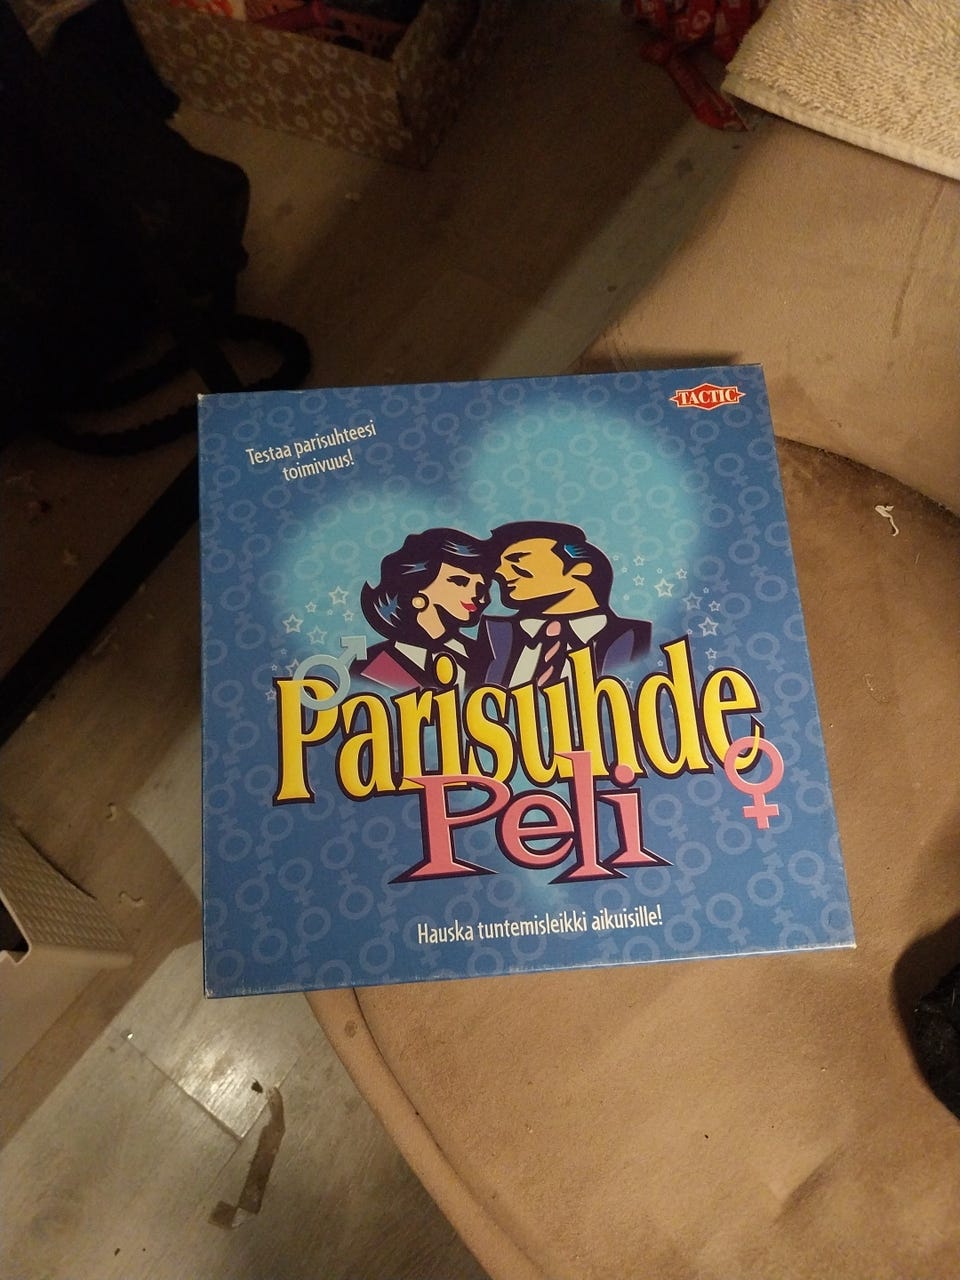 TACTIC
Testaa parisuhteesi
toimivuus!
Parisuhde
Peli
Hauska tuntemisleikki aikuisille!